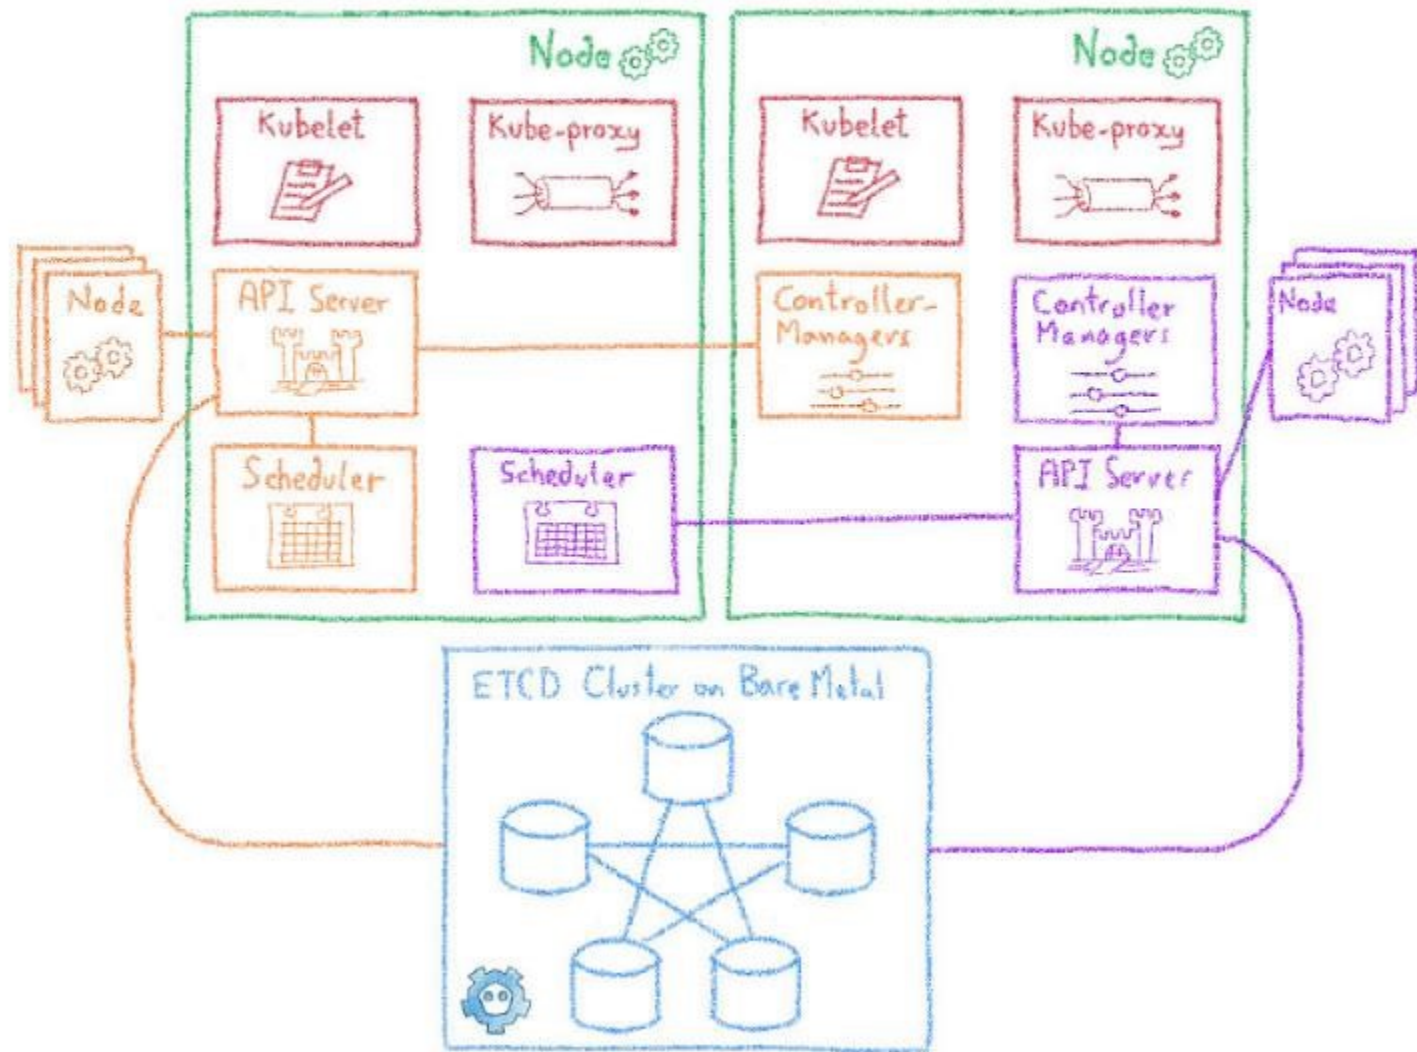 Node
Node
Kubelet
Kube-proxy
Kubelet
Kube-proxy
Node
API Server
Controller-
Managers
Controller
Managers
Node
Scheduler
Scheduler
API Server
ETCD Cluster on Bare Metal